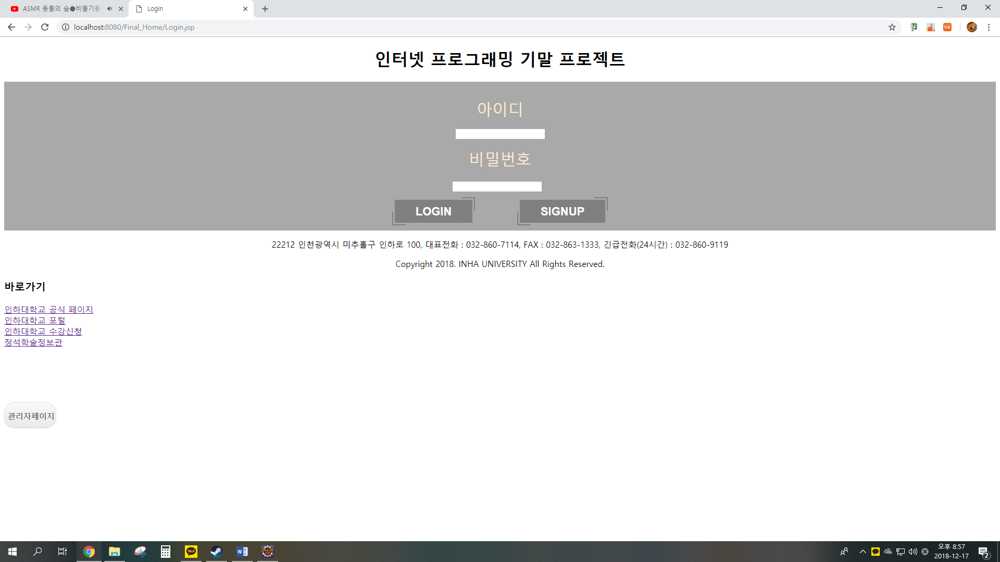 ASMR 동물의 숲●비둘기둥
Login
localhost:8080/Final_Home/Login.jsp
EX
인터넷 프로그래밍 기말 프로젝트
아이디
비밀번호
LOGIN
SIGNUP
22212 인천광역시 미추홀구 인하로 100, 대표전화 : 032-860-7114, FAX : 032-863-1333, 긴급전화(24시간) : 032-860-9119
Copyright 2018. INHA UNIVERSITY All Rights Reserved.
바로가기
인하대학교 공식 페이지
인하대학교 포털
인하대학교 수강신청
정석학술정보관
관리자페이지
TALK
오후 8:57
2018-12-17
2